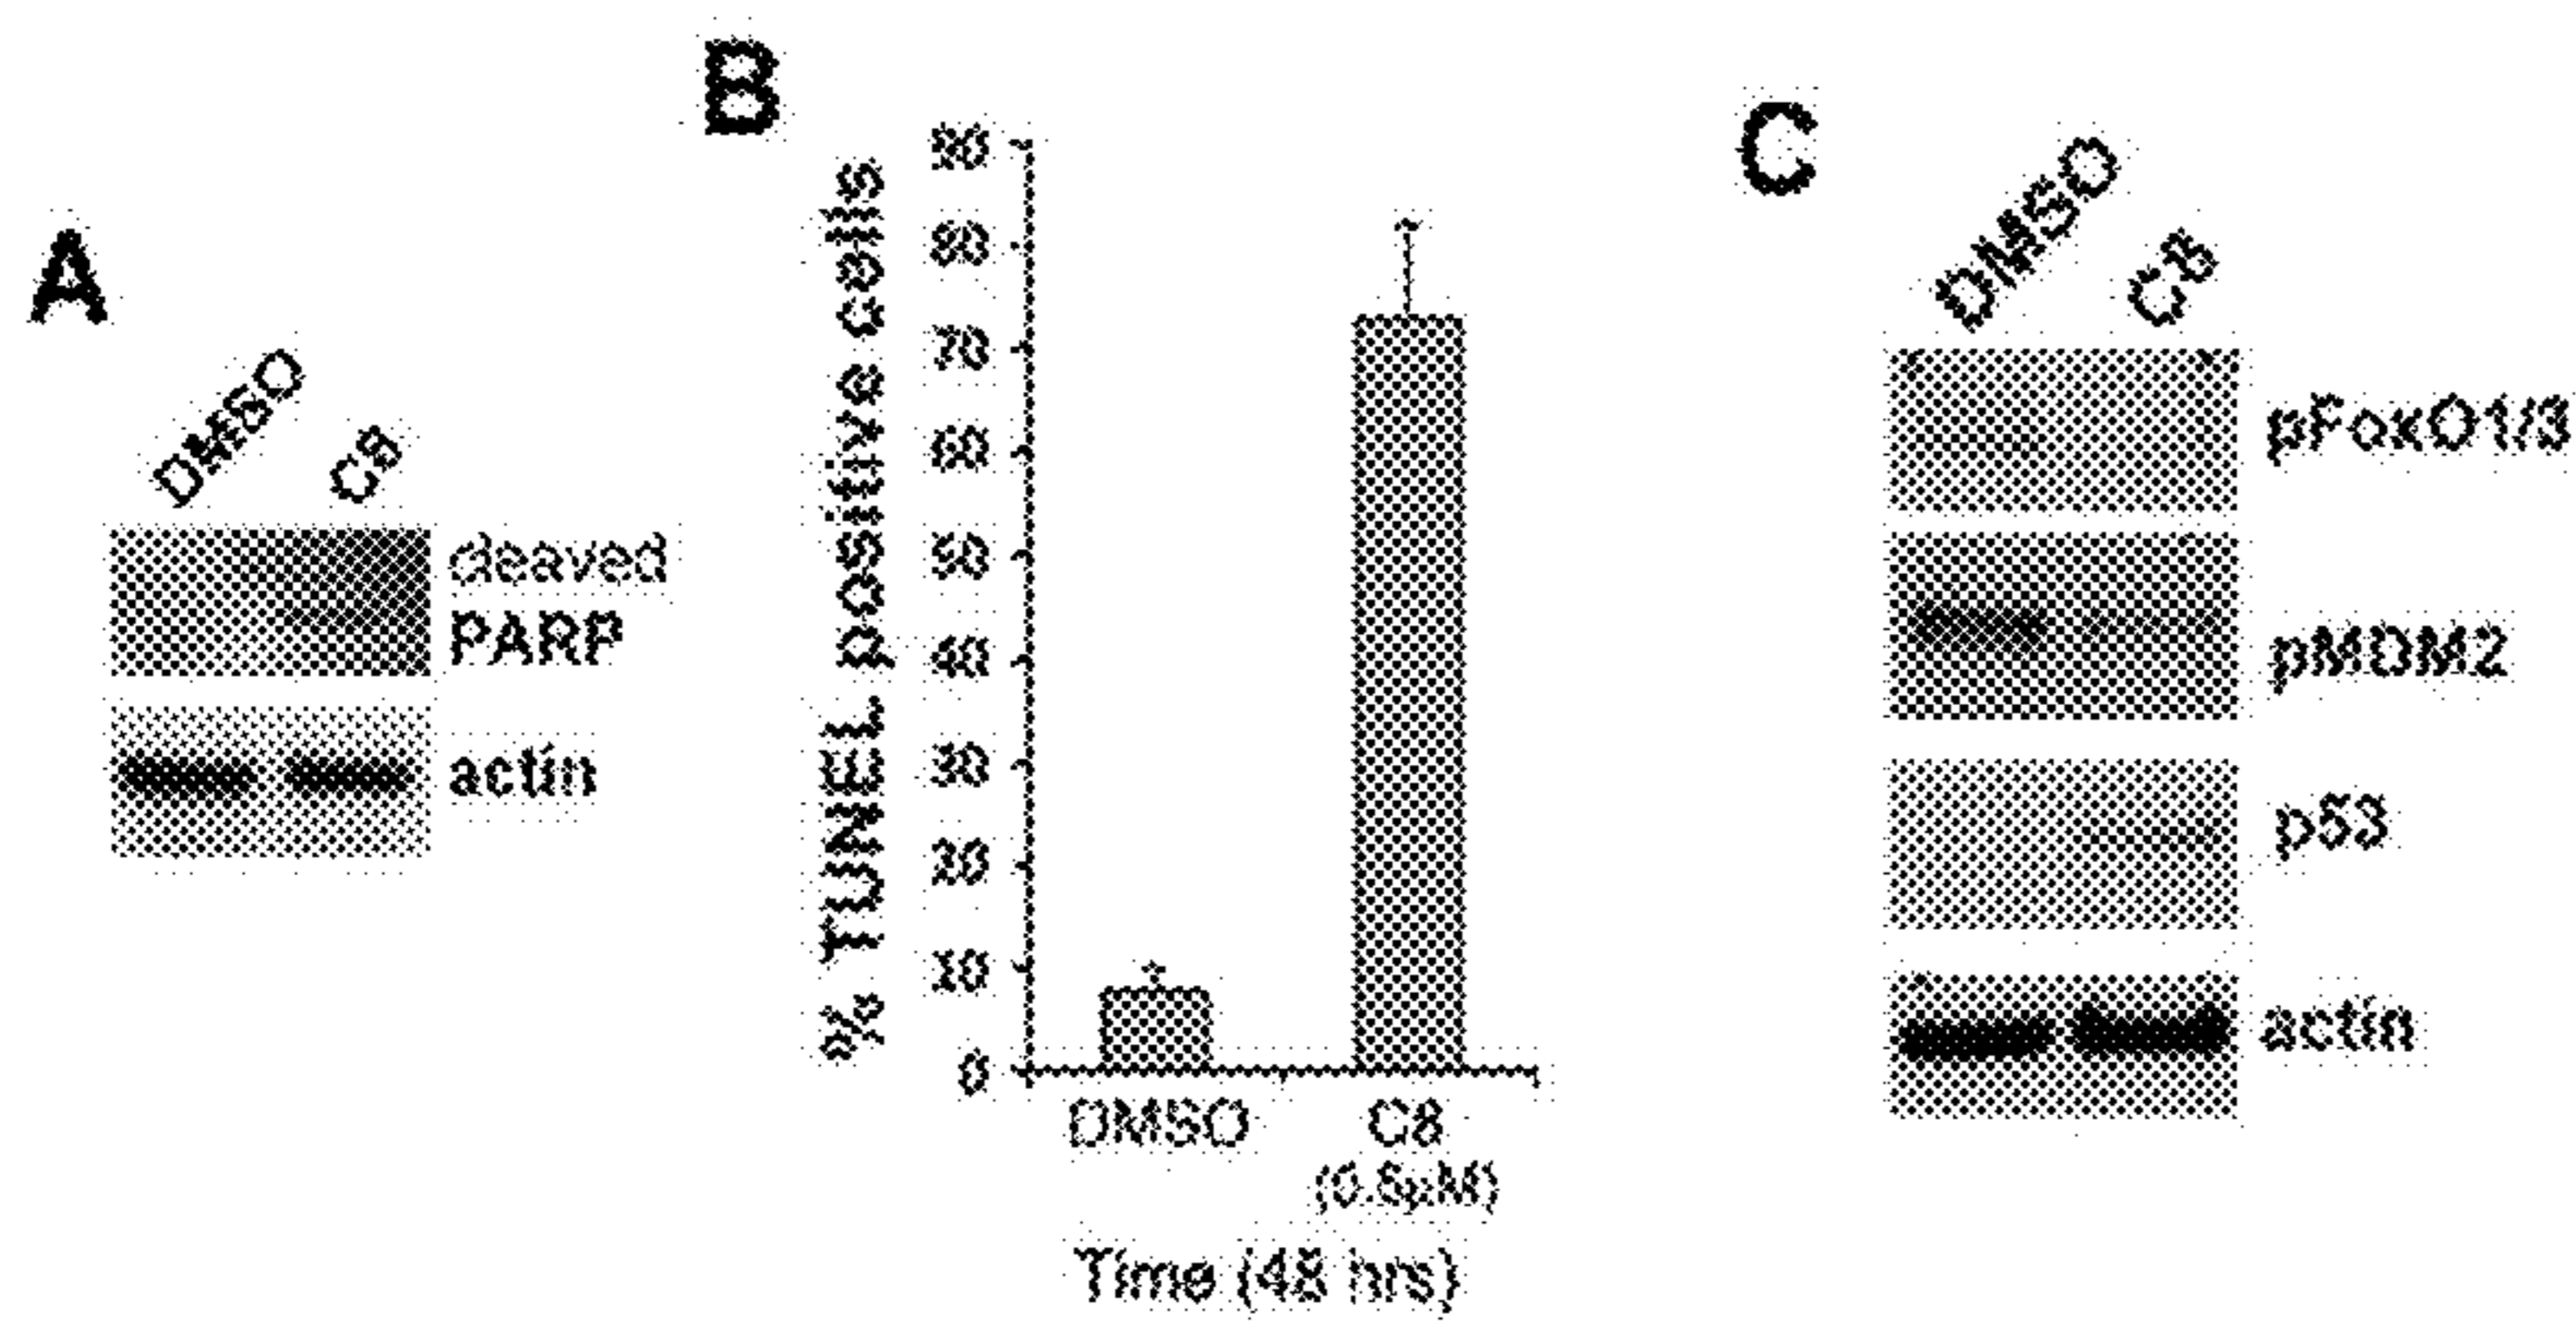 A
DMSO
C8
cleaved
PARP
actin
B
% TUNEL positive cells
90
80
70
60
50
40
30
20
10
0
DMSO
C8
(0.5µM)
Time (48 hrs)
C
DMSO
C8
pFoxO1/3
pMDM2
p53
actin